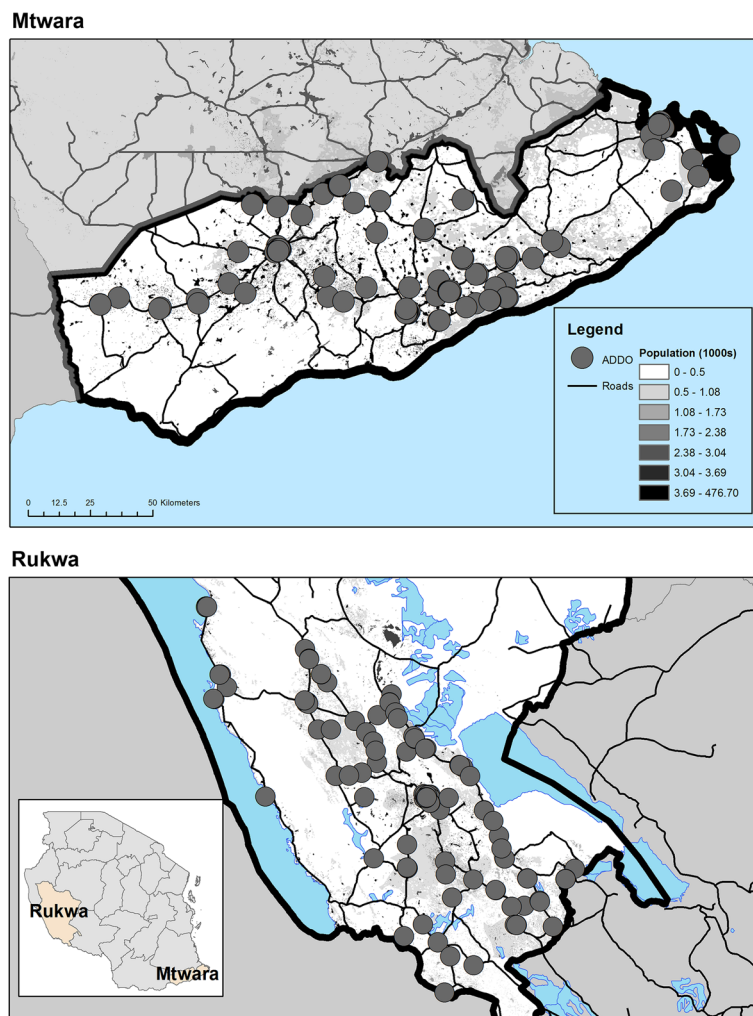 Mtwara
Legend
ADDO
Roads
Population (1000s)
0 - 0.5
0.5 - 1.08
1.08 - 1.73
1.73 - 2.38
2.38 - 3.04
3.04 - 3.69
3.69 - 476.70
0 12.5 25 50 Kilometers
Rukwa
Rukwa
Mtwara